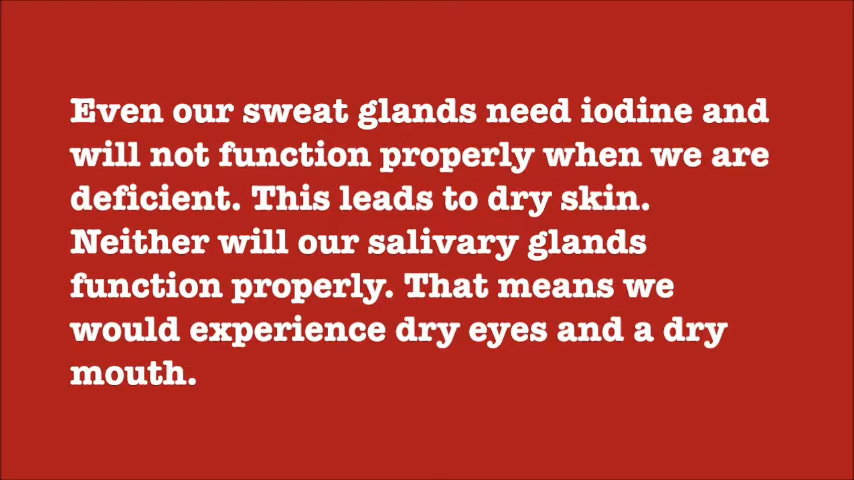 Even our sweat glands need iodine and
will not function properly when we are
deficient. This leads to dry skin.
Neither will our salivary glands
function properly. That means we
would experience dry eyes and a dry
mouth.